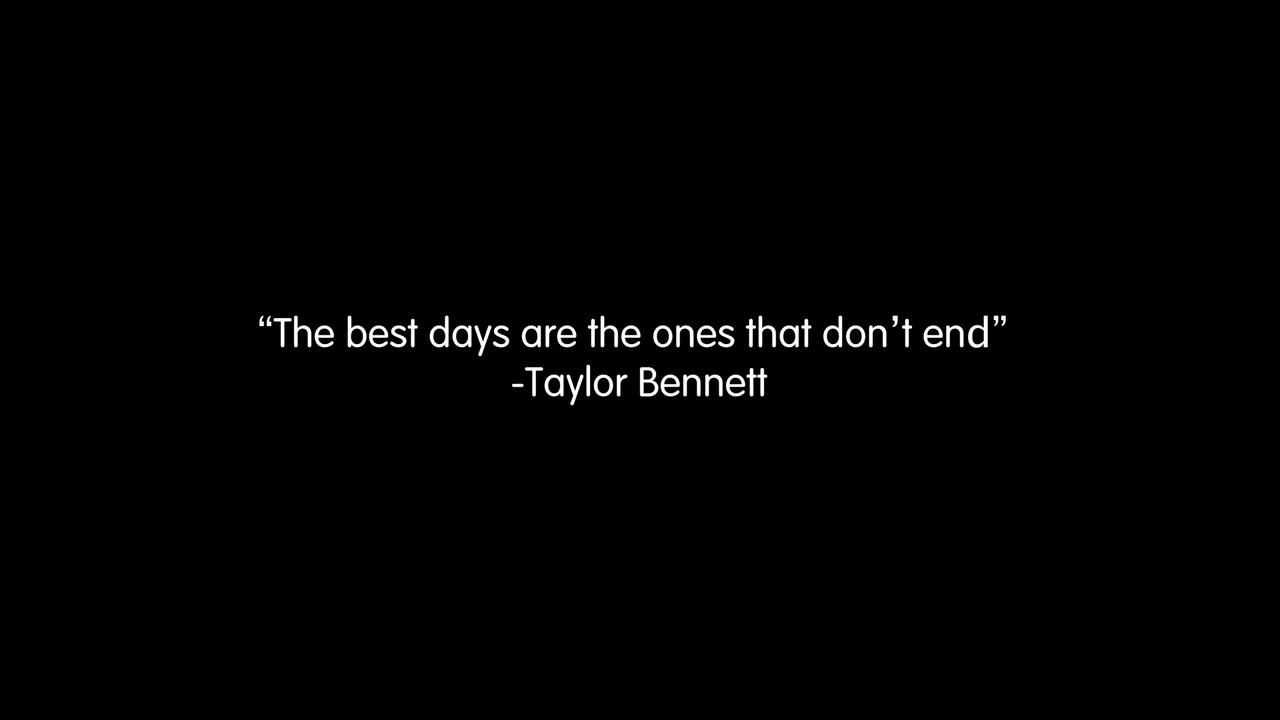 “The best days are the ones that don’t end”
-Taylor Bennett